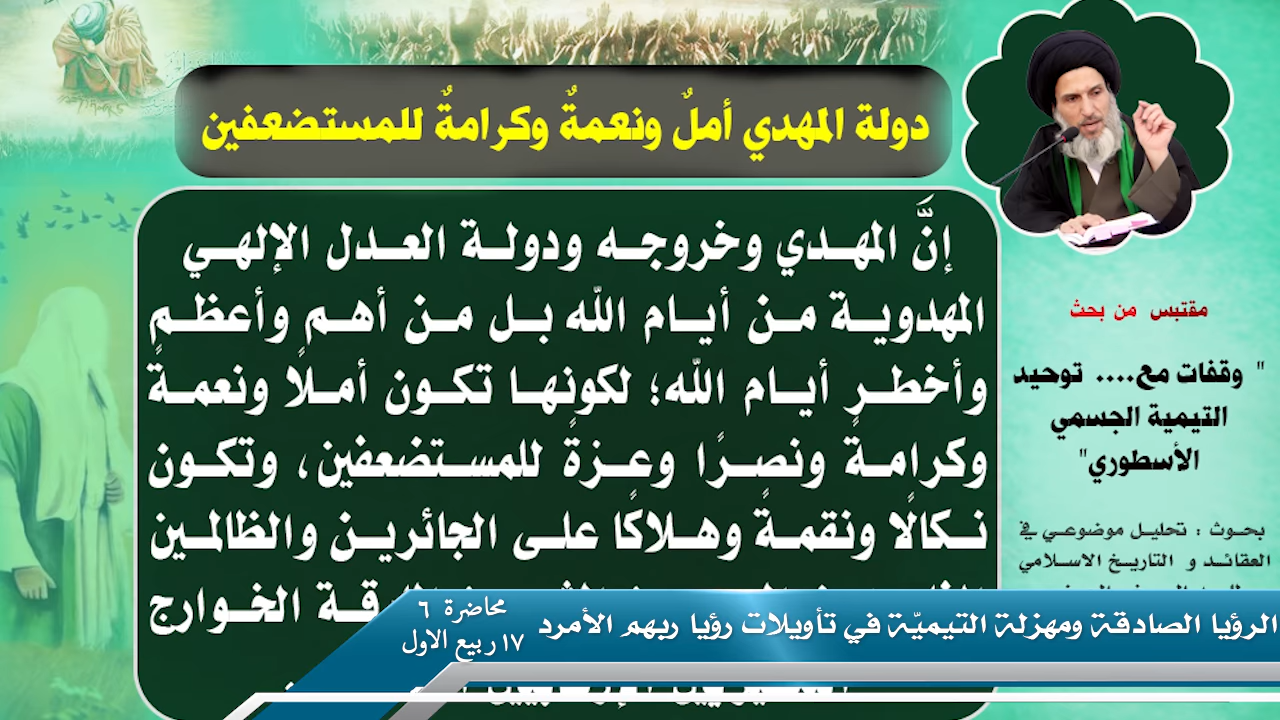 دولة المهدي أملٌ ونعمةٌ وكرامةٌ للمستضعفين
إنَّ المهدي وخروجه ودولة العدل الإلهي
المهدوية من أيام الله بل من أهم وأعظم
وأخطر أيام الله؛ لكونها تكون أملًا ونعمةً
وكرامةً ونصرًا وعزةً للمستضعفين، وتكون
نكالًا ونقمةً وهلاكًا على الجائرين والظالمين
الخوارج
مقتبس من بحث
" وقفات مع.... توحيد
التيمية الجسمي
الأسطوري"
بحوث : تحليل موضوعي في
العقائد و التاريخ الاسلامي
الرؤيا الصادقة ومهزلة التيميّة في تأويلات رؤيا ربهم الأمرد
محاضرة ٦
١٧ ربيع الاول